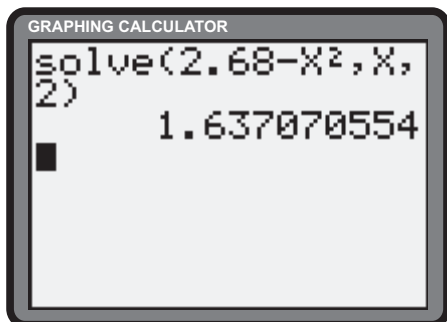 GRAPHING CALCULATOR
solve(2.68-X²,X,
2)
1.637070554